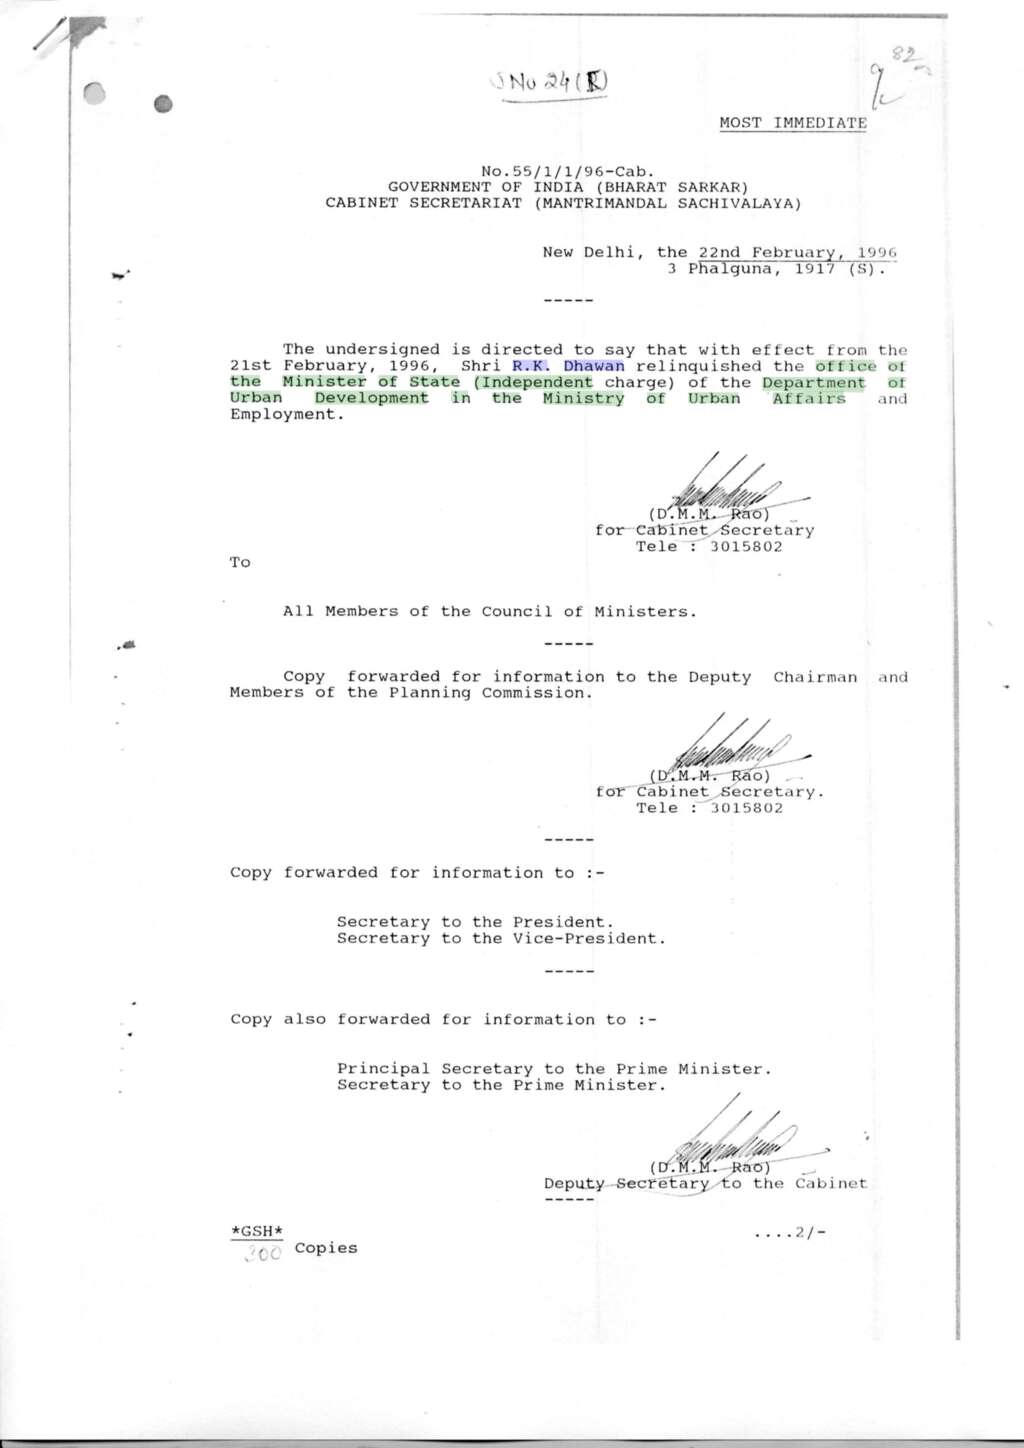 S No 24(R)
82
MOST IMMEDIATE
No.55/1/1/96-Cab.
GOVERNMENT OF INDIA (BHARAT SARKAR)
CABINET SECRETARIAT (MANTRIMANDAL SACHIVALAYA)
New Delhi, the 22nd February, 1996
3 Phalguna, 1917 (S).
-----
The undersigned is directed to say that with effect from the
21st February, 1996, Shri R.K. Dhawan relinquished the office of
the Minister of State (Independent charge) of the Department of
Urban Development in the Ministry of Urban Affairs and
Employment.
(D.M.M. Rao)
for Cabinet Secretary
Tele : 3015802
To
All Members of the Council of Ministers.
-----
Copy forwarded for information to the Deputy Chairman and
Members of the Planning Commission.
(D.M.M. Rao)
for Cabinet Secretary.
Tele : 3015802
-----
Copy forwarded for information to :-
Secretary to the President.
Secretary to the Vice-President.
-----
Copy also forwarded for information to :-
Principal Secretary to the Prime Minister.
Secretary to the Prime Minister.
(D.M.M. Rao)
Deputy Secretary to the Cabinet
-----
*GSH* ....2/-
300 Copies